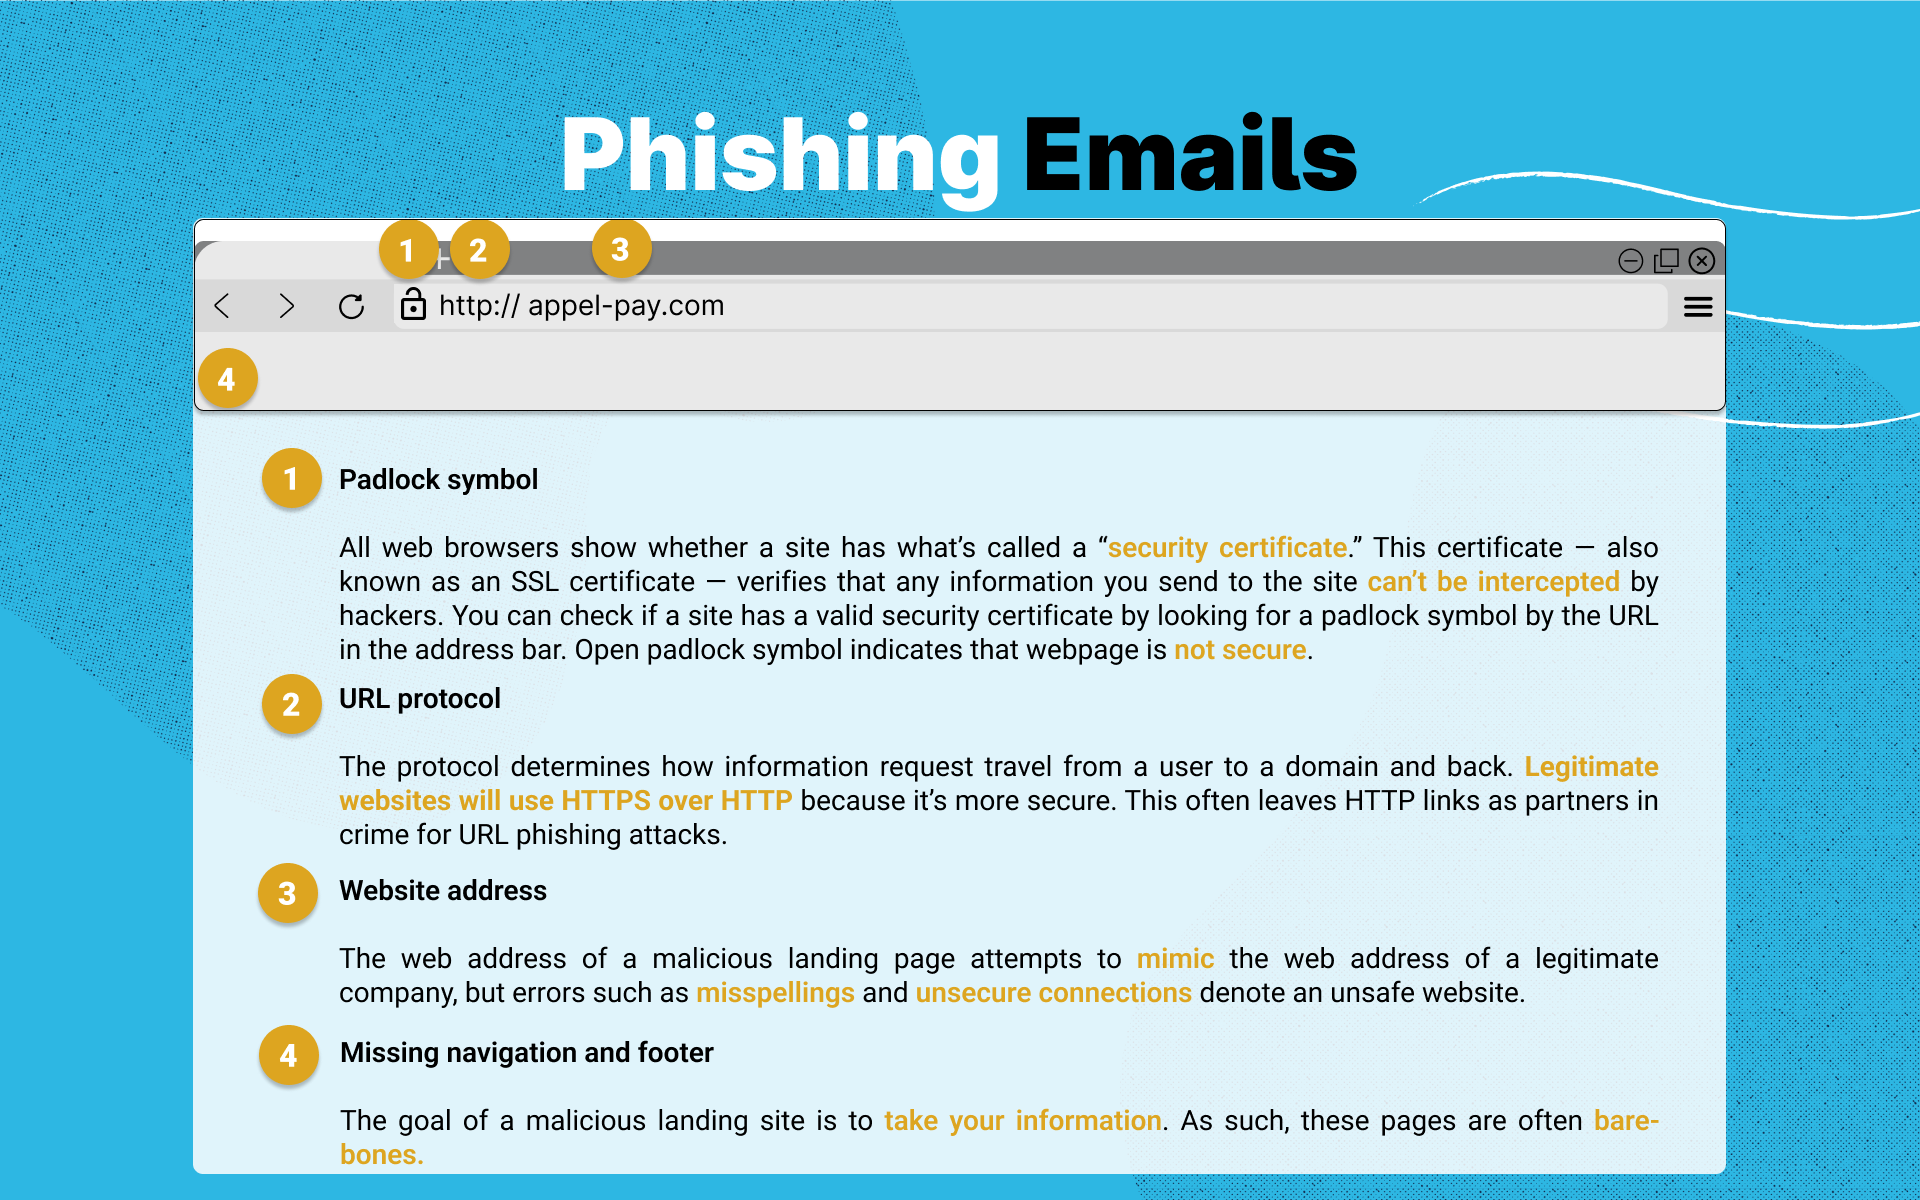 Phishing Emails
1 2 3
http:// appel-pay.com
4
1 Padlock symbol
All web browsers show whether a site has what’s called a “security certificate.” This certificate — also
known as an SSL certificate — verifies that any information you send to the site can’t be intercepted by
hackers. You can check if a site has a valid security certificate by looking for a padlock symbol by the URL
in the address bar. Open padlock symbol indicates that webpage is not secure.
2 URL protocol
The protocol determines how information request travel from a user to a domain and back. Legitimate
websites will use HTTPS over HTTP because it’s more secure. This often leaves HTTP links as partners in
crime for URL phishing attacks.
3 Website address
The web address of a malicious landing page attempts to mimic the web address of a legitimate
company, but errors such as misspellings and unsecure connections denote an unsafe website.
4 Missing navigation and footer
The goal of a malicious landing site is to take your information. As such, these pages are often bare-
bones.